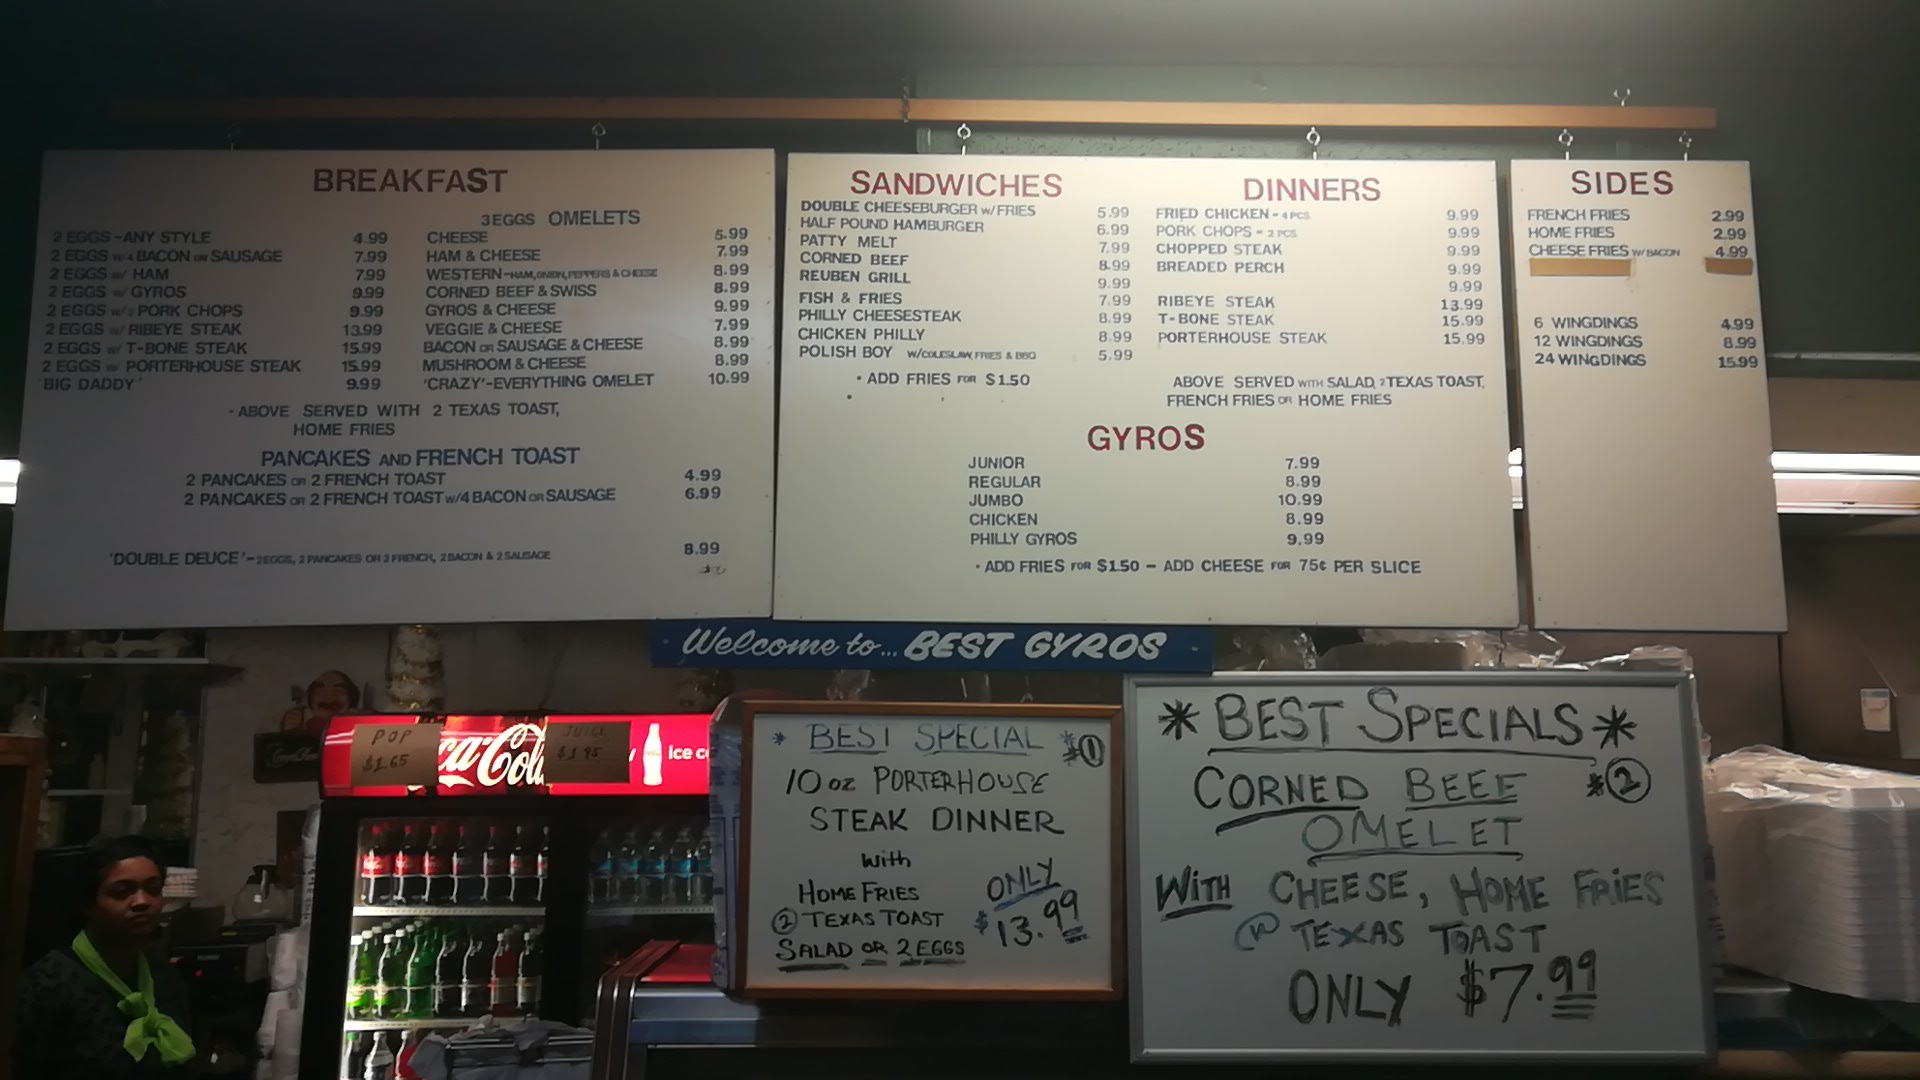 BREAKFAST
2 EGGS - ANY STYLE 4.99
2 EGGS w/4 BACON OR SAUSAGE 7.99
2 EGGS w/ HAM 7.99
2 EGGS w/ GYROS 9.99
2 EGGS w/2 PORK CHOPS 9.99
2 EGGS w/ RIBEYE STEAK 13.99
2 EGGS w/ T-BONE STEAK 15.99
2 EGGS w/ PORTERHOUSE STEAK 15.99
'BIG DADDY' 9.99
3 EGGS OMELETS
CHEESE 5.99
HAM & CHEESE 7.99
WESTERN - HAM, ONION, PEPPERS & CHEESE 8.99
CORNED BEEF & SWISS 8.99
GYROS & CHEESE 9.99
VEGGIE & CHEESE 7.99
BACON OR SAUSAGE & CHEESE 8.99
MUSHROOM & CHEESE 8.99
'CRAZY' - EVERYTHING OMELET 10.99
• ABOVE SERVED WITH 2 TEXAS TOAST,
HOME FRIES
PANCAKES AND FRENCH TOAST
2 PANCAKES OR 2 FRENCH TOAST 4.99
2 PANCAKES OR 2 FRENCH TOAST W/4 BACON OR SAUSAGE 6.99
'DOUBLE DEUCE' - 2 EGGS, 2 PANCAKES OR 2 FRENCH, 2 BACON & 2 SAUSAGE 8.99
SANDWICHES
DOUBLE CHEESEBURGER W/ FRIES 5.99
HALF POUND HAMBURGER 6.99
PATTY MELT 7.99
CORNED BEEF 8.99
REUBEN GRILL 9.99
FISH & FRIES 7.99
PHILLY CHEESESTEAK 8.99
CHICKEN PHILLY 8.99
POLISH BOY W/COLESLAW, FRIES & BBQ 5.99
• ADD FRIES FOR $1.50
DINNERS
FRIED CHICKEN - 4 PCS. 9.99
PORK CHOPS - 2 PCS. 9.99
CHOPPED STEAK 9.99
BREADED PERCH 9.99
9.99
RIBEYE STEAK 13.99
T-BONE STEAK 15.99
PORTERHOUSE STEAK 15.99
ABOVE SERVED WITH SALAD, 2 TEXAS TOAST,
FRENCH FRIES OR HOME FRIES
GYROS
JUNIOR 7.99
REGULAR 8.99
JUMBO 10.99
CHICKEN 8.99
PHILLY GYROS 9.99
• ADD FRIES FOR $1.50 - ADD CHEESE FOR 75¢ PER SLICE
SIDES
FRENCH FRIES 2.99
HOME FRIES 2.99
CHEESE FRIES W/ BACON 4.99
6 WINGDINGS 4.99
12 WINGDINGS 8.99
24 WINGDINGS 15.99
Welcome to... BEST GYROS
POP
$1.65
ca-Cola
JUICE
$1.95
ice c
* BEST SPECIAL * #1
10 oz PORTERHOUSE
STEAK DINNER
with
HOME FRIES
2 TEXAS TOAST
SALAD OR 2 EGGS
ONLY
$13.99
* BEST SPECIALS *
#2
CORNED BEEF
OMELET
WITH CHEESE, HOME FRIES
TEXAS TOAST
ONLY $7.99